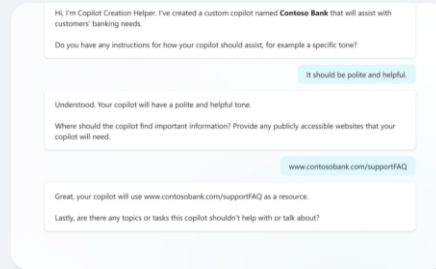 Hi, I'm Copilot Creation Helper. I've created a custom copilot named Contoso Bank that will assist with
customers' banking needs.
Do you have any instructions for how your copilot should assist, for example a specific tone?
It should be polite and helpful.
Understood. Your copilot will have a polite and helpful tone.
Where should the copilot find important information? Provide any publicly accessible websites that your
copilot will need.
www.contosobank.com/supportFAQ
Great, your copilot will use www.contosobank.com/supportFAQ as a resource.
Lastly, are there any topics or tasks this copilot shouldn't help with or talk about?